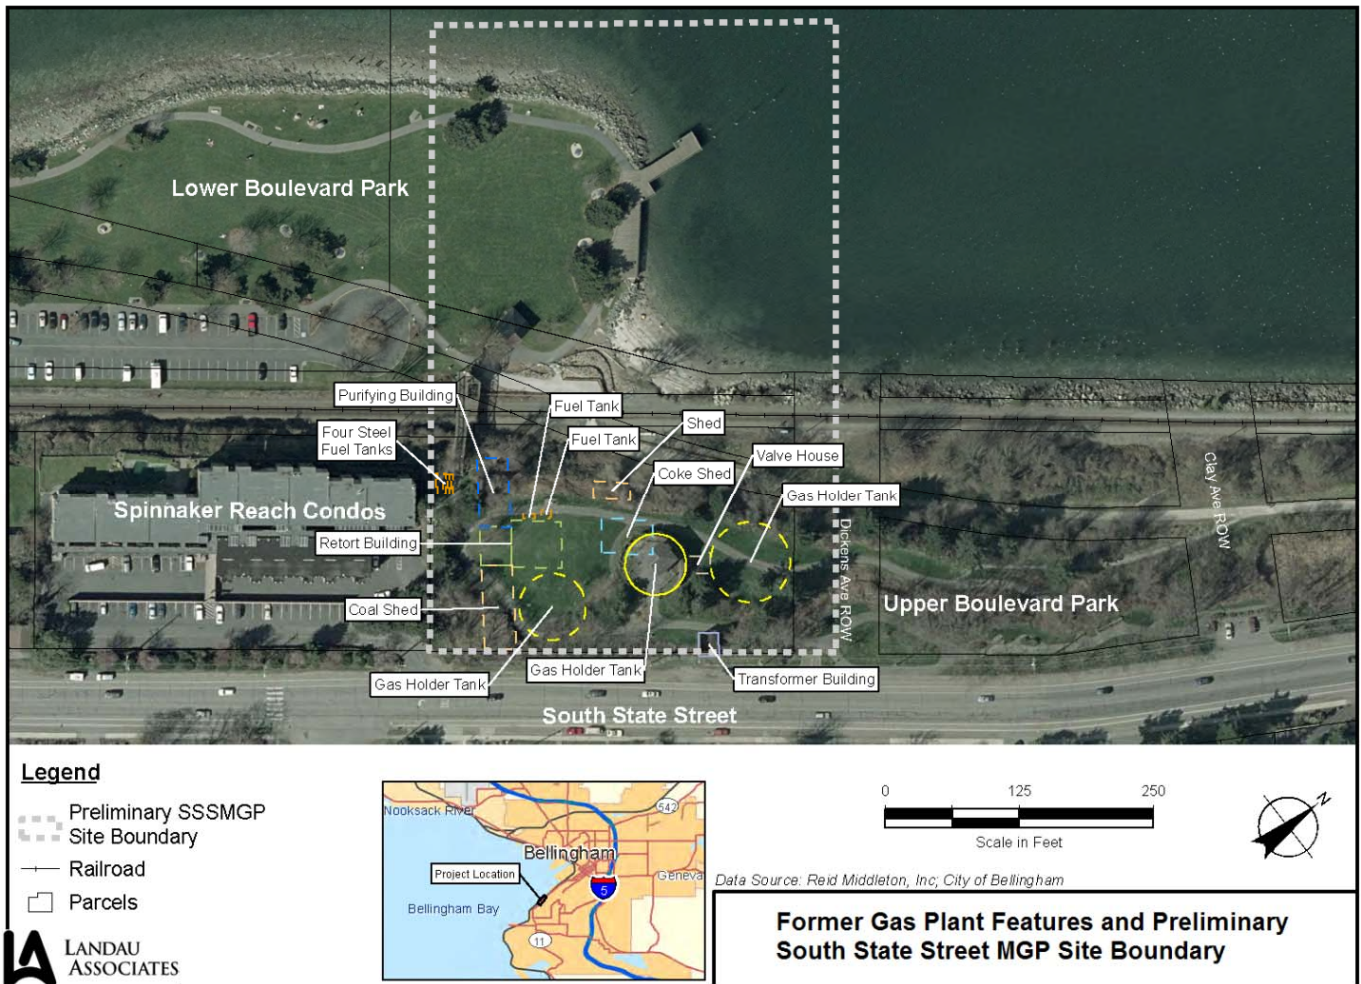 Lower Boulevard Park
Purifying Building
Fuel Tank
Four Steel
Fuel Tanks
Fuel Tank
Shed
Coke Shed
Valve House
Gas Holder Tank
Spinnaker Reach Condos
Retort Building
Coal Shed
Gas Holder Tank
Gas Holder Tank
Transformer Building
Dickens Ave ROW
Clay Ave ROW
Upper Boulevard Park
South State Street
Legend
Preliminary SSSMGP
Site Boundary
Railroad
Parcels
LANDAU
ASSOCIATES
Nooksack River
542
Bellingham
Project Location
Geneva
5
Bellingham Bay
11
0 125 250
Scale in Feet
N
Data Source: Reid Middleton, Inc; City of Bellingham
Former Gas Plant Features and Preliminary
South State Street MGP Site Boundary